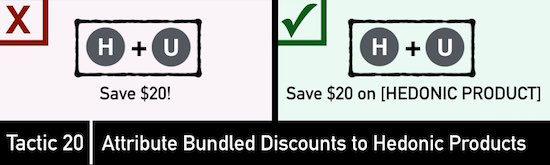 X
H + U
Save $20!
H + U
Save $20 on [HEDONIC PRODUCT]
Tactic 20 Attribute Bundled Discounts to Hedonic Products